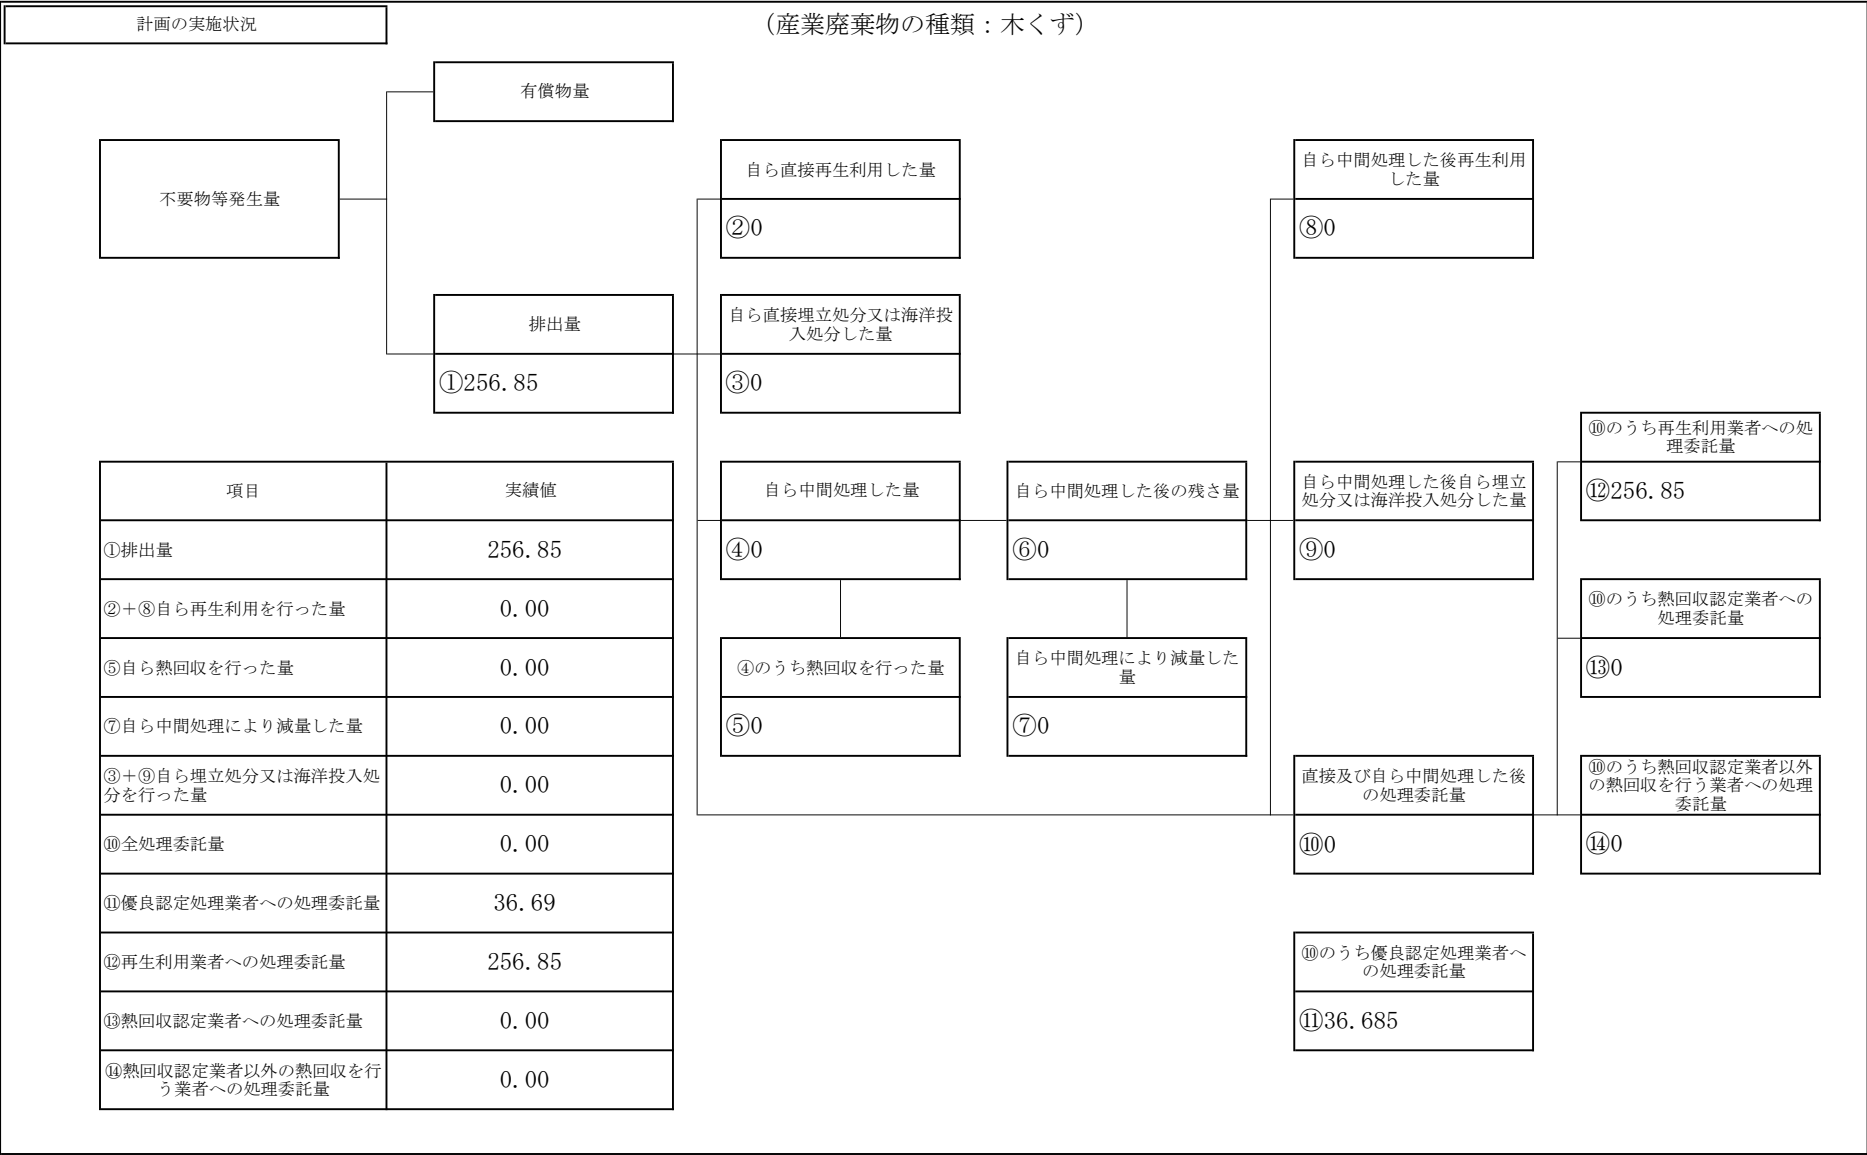 計画の実施状況
（産業廃棄物の種類：木くず）
有償物量
不要物等発生量
自ら直接再生利用した量
②0
自ら中間処理した後再生利用
した量
⑧0
排出量
①256.85
自ら直接埋立処分又は海洋投
入処分した量
③0
⑩のうち再生利用業者への処
理委託量
⑫256.85
自ら中間処理した量
④0
自ら中間処理した後の残さ量
⑥0
自ら中間処理した後自ら埋立
処分又は海洋投入処分した量
⑨0
⑩のうち熱回収認定業者への
処理委託量
⑬0
④のうち熱回収を行った量
⑤0
自ら中間処理により減量した
量
⑦0
直接及び自ら中間処理した後
の処理委託量
⑩0
⑩のうち熱回収認定業者以外
の熱回収を行う業者への処理
委託量
⑭0
⑩のうち優良認定処理業者へ
の処理委託量
⑪36.685
項目 実績値
①排出量 256.85
②＋⑧自ら再生利用を行った量 0.00
⑤自ら熱回収を行った量 0.00
⑦自ら中間処理により減量した量 0.00
③＋⑨自ら埋立処分又は海洋投入処
分を行った量 0.00
⑩全処理委託量 0.00
⑪優良認定処理業者への処理委託量 36.69
⑫再生利用業者への処理委託量 256.85
⑬熱回収認定業者への処理委託量 0.00
⑭熱回収認定業者以外の熱回収を行
う業者への処理委託量 0.00